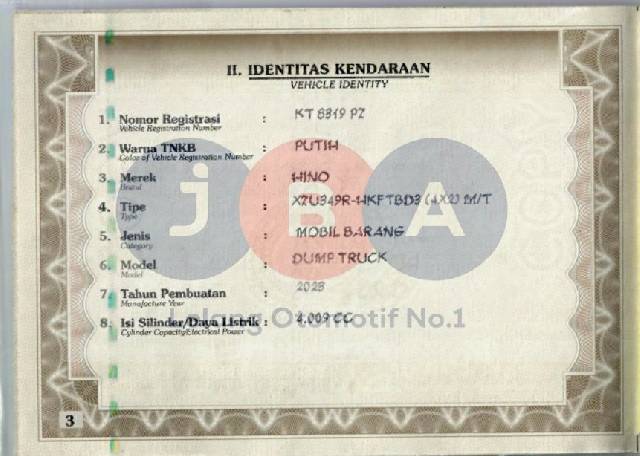 II. IDENTITAS KENDARAAN
VEHICLE IDENTITY
1. Nomor Registrasi : KT 8319 PZ
Vehicle Registration Number
2. Warna TNKB : PUTIH
Color of Vehicle Registration Number
3. Merek : HINO
Brand
4. Tipe : XZU349R-HKFTBD3 (4X2) M/T
Type
5. Jenis : MOBIL BARANG
Category
6. Model : DUMP TRUCK
Model
7. Tahun Pembuatan : 2023
Manufacture Year
8. Isi Silinder/Daya Listrik : 4.009 CC
Cylinder Capacity/Electrical Power
JBA
Lelang Otomotif No.1
3